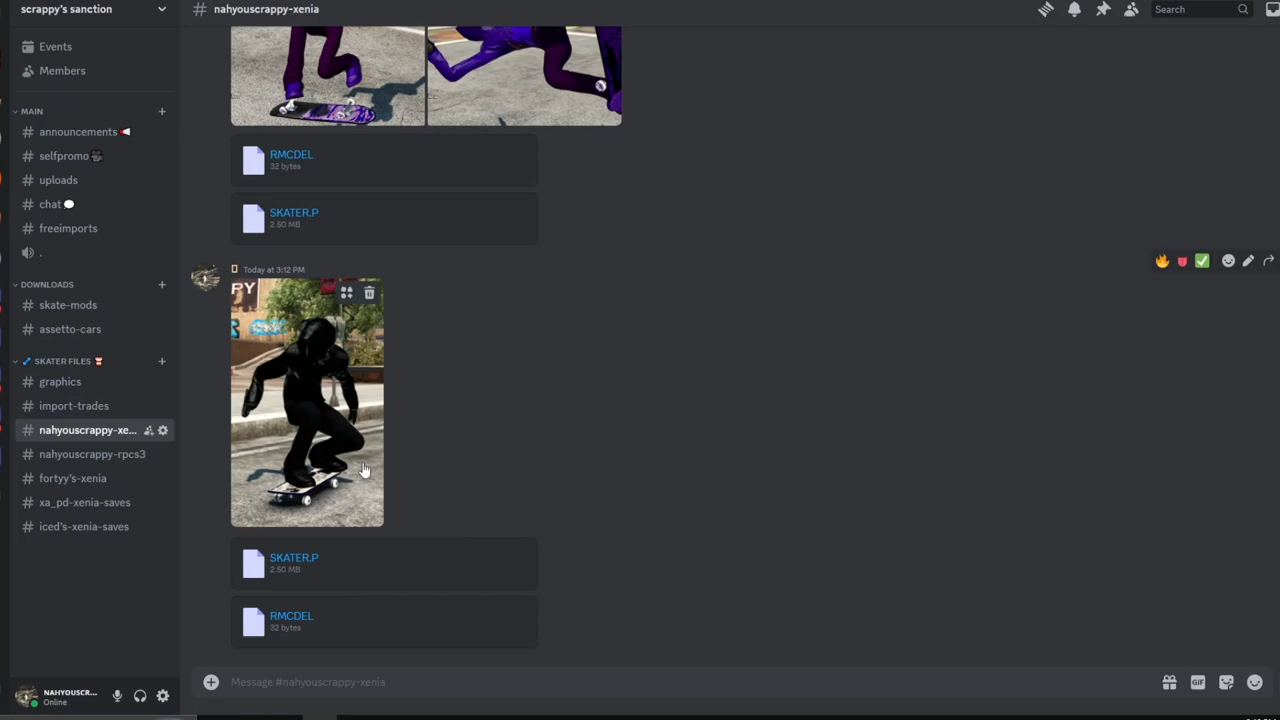 scrappy's sanction
# nahyouscrappy-xenia
Search
Events
Members
MAIN
# announcements
# selfpromo
# uploads
# chat
# freeimports
.
DOWNLOADS
# skate-mods
# assetto-cars
SKATER FILES
# graphics
# import-trades
# nahyouscrappy-xe...
# nahyouscrappy-rpcs3
# fortyy's-xenia
# xa_pd-xenia-saves
# iced's-xenia-saves
NAHYOUSCR...
Online
RMCDEL
32 bytes
SKATER.P
2.50 MB
Today at 3:12 PM
PY
SKATER.P
2.50 MB
RMCDEL
32 bytes
Message #nahyouscrappy-xenia
GIF